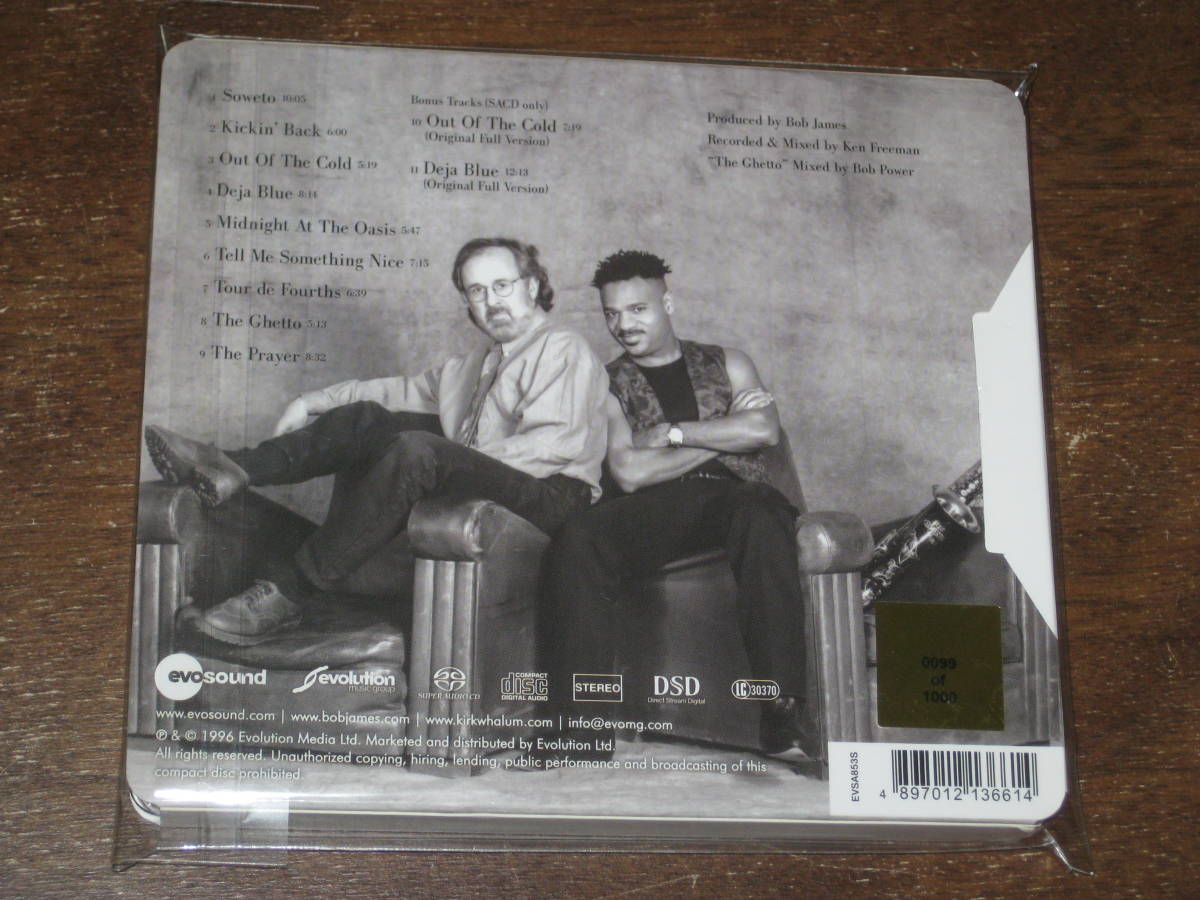 1 Soweto 10:05
2 Kickin' Back 6:00
3 Out Of The Cold 5:19
4 Deja Blue 8:14
5 Midnight At The Oasis 5:47
6 Tell Me Something Nice 7:15
7 Tour de Fourths 6:39
8 The Ghetto 5:13
9 The Prayer 8:32
Bonus Tracks (SACD only)
10 Out Of The Cold 7:19
(Original Full Version)
11 Deja Blue 12:13
(Original Full Version)
Produced by Bob James
Recorded & Mixed by Ken Freeman
"The Ghetto" Mixed by Bob Power
0099
of
1000
evosound
evolution
music group
SUPER AUDIO CD
COMPACT
disc
DIGITAL AUDIO
STEREO
DSD
Direct Stream Digital
LC 30370
www.evosound.com | www.bobjames.com | www.kirkwhalum.com | info@evomg.com
℗ & © 1996 Evolution Media Ltd. Marketed and distributed by Evolution Ltd.
All rights reserved. Unauthorized copying, hiring, lending, public performance and broadcasting of this
compact disc prohibited.
EVSA853S
4 897012 136614